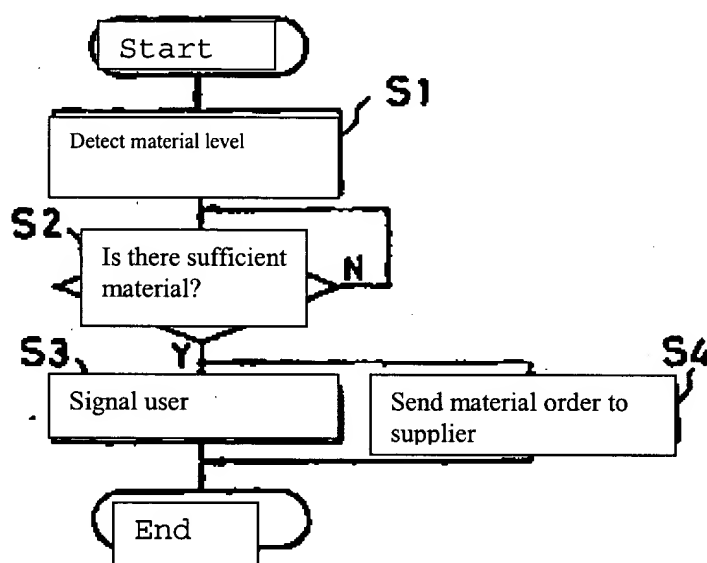 Start
S1
Detect material level
S2
Is there sufficient
material?
N
Y
S3
S4
Signal user
Send material order to
supplier
End